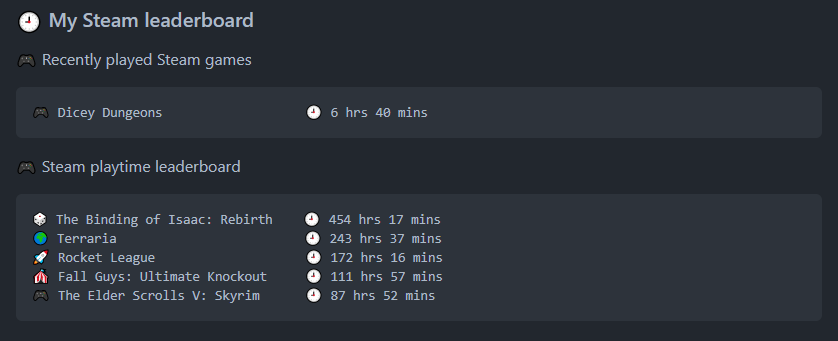 My Steam leaderboard
Recently played Steam games
Dicey Dungeons 6 hrs 40 mins
Steam playtime leaderboard
The Binding of Isaac: Rebirth 454 hrs 17 mins
Terraria 243 hrs 37 mins
Rocket League 172 hrs 16 mins
Fall Guys: Ultimate Knockout 111 hrs 57 mins
The Elder Scrolls V: Skyrim 87 hrs 52 mins